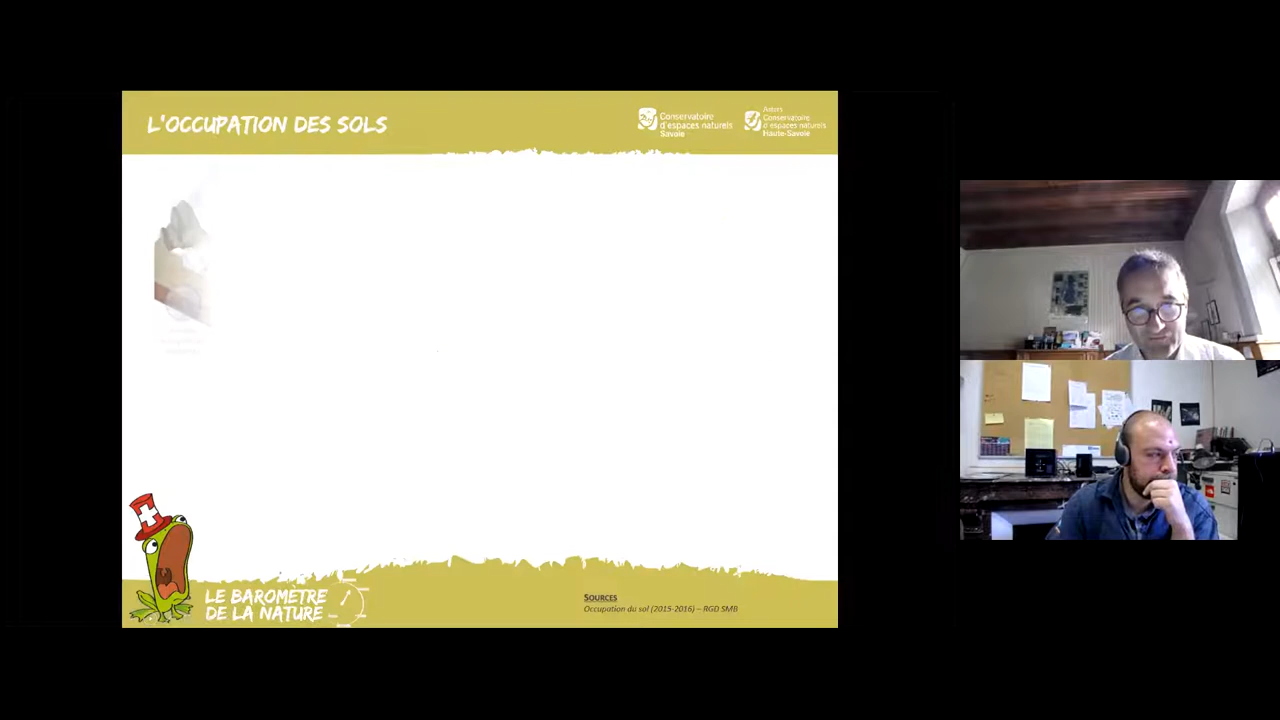 L'OCCUPATION DES SOLS
Conservatoire
d'espaces naturels
Savoie
Asters
Conservatoire
d'espaces naturels
Haute-Savoie
LE BAROMÈTRE
DE LA NATURE
SOURCES
Occupation du sol (2015-2016) – RGD SMB